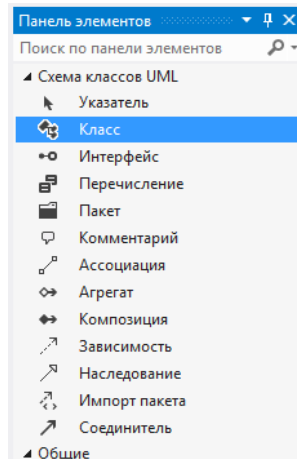 Панель элементов
Поиск по панели элементов
Схема классов UML
Указатель
Класс
Интерфейс
Перечисление
Пакет
Комментарий
Ассоциация
Агрегат
Композиция
Зависимость
Наследование
Импорт пакета
Соединитель
Общие